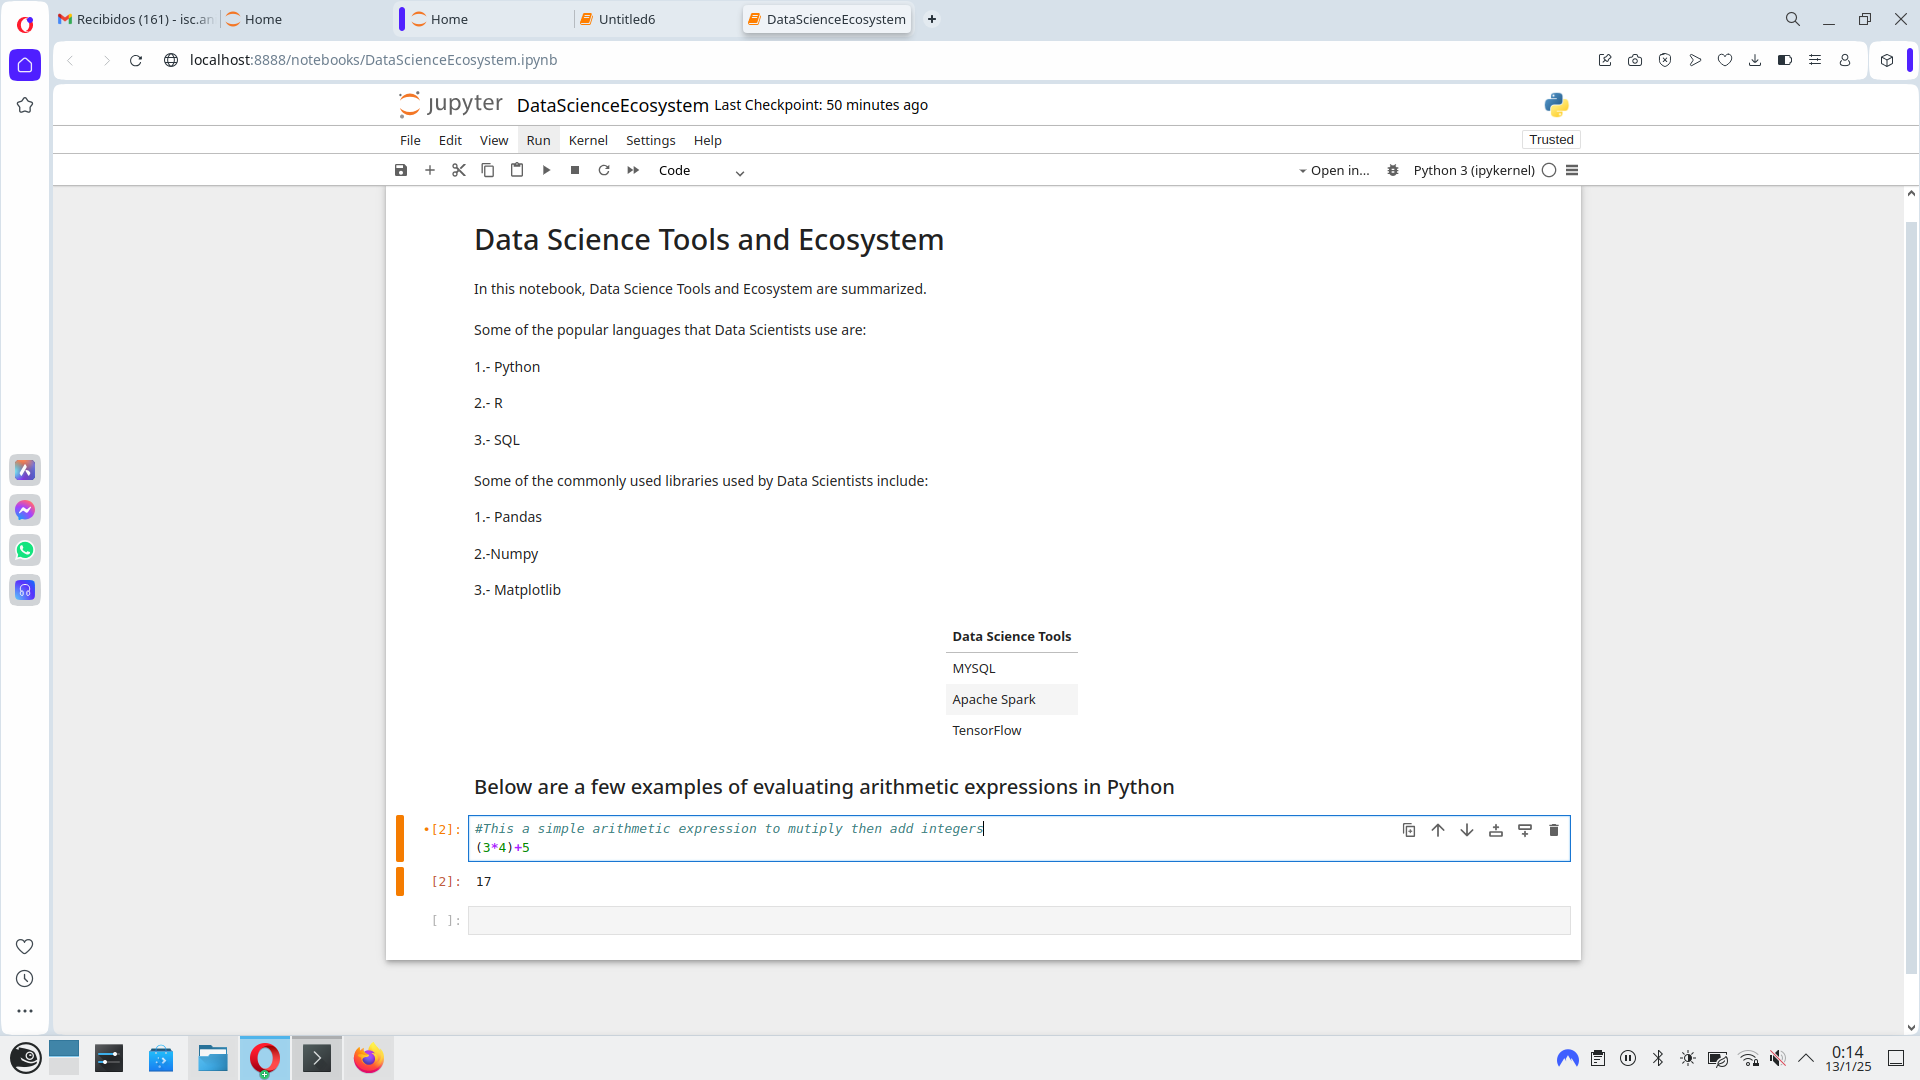 Recibidos (161) - isc.an
Home
Home
Untitled6
DataScienceEcosystem
localhost:8888/notebooks/DataScienceEcosystem.ipynb
jupyter DataScienceEcosystem Last Checkpoint: 50 minutes ago
File Edit View Run Kernel Settings Help
Trusted
Code
Open in...
Python 3 (ipykernel)
Data Science Tools and Ecosystem
In this notebook, Data Science Tools and Ecosystem are summarized.
Some of the popular languages that Data Scientists use are:
1.- Python
2.- R
3.- SQL
Some of the commonly used libraries used by Data Scientists include:
1.- Pandas
2.-Numpy
3.- Matplotlib
Data Science Tools
MYSQL
Apache Spark
TensorFlow
Below are a few examples of evaluating arithmetic expressions in Python
•[2]: #This a simple arithmetic expression to mutiply then add integers
(3*4)+5
[2]: 17
[ ]:
0:14
13/1/25